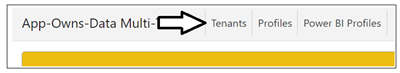 App-Owns-Data Multi- Tenants Profiles Power BI Profiles